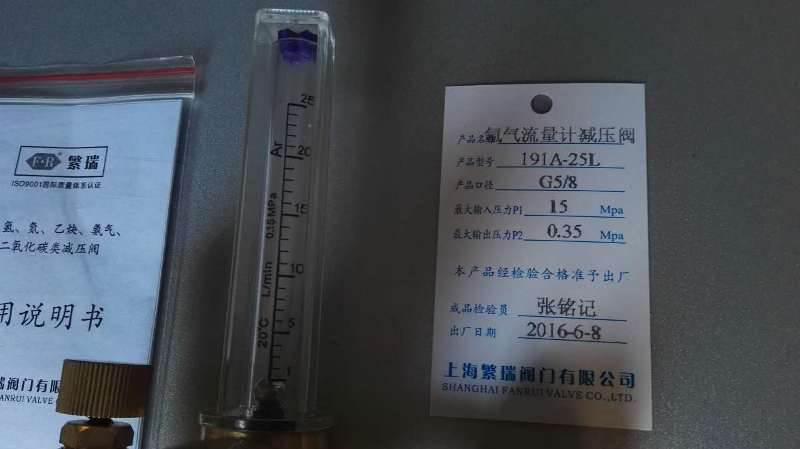 F·R 繁瑞
ISO9001国际质量体系认证
氢、氮、乙炔、氯气、
二氧化碳类减压阀
用说明书
瑞阀门有
25
Ar
20
15
0.15MPa
10
L/min
5
20℃
1
产品名称 氩气流量计减压阀
产品型号 191A-25L
产品口径 G5/8
最大输入压力P1 15 Mpa
最大输出压力P2 0.35 Mpa
本产品经检验合格准予出厂
成品检验员 张铭记
出厂日期 2016-6-8
上海繁瑞阀门有限公司
SHANGHAI FANRUI VALVE CO.,LTD.